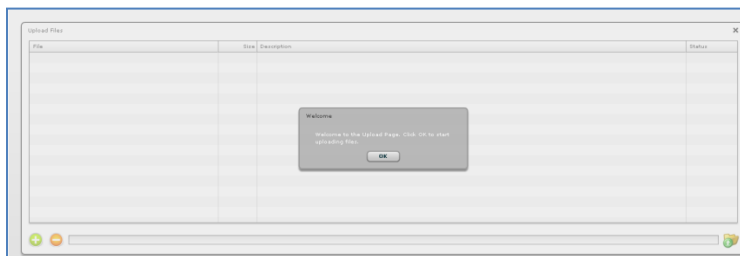 Upload Files
File Size Description Status
Welcome
Welcome to the Upload Page. Click OK to start
uploading files.
OK